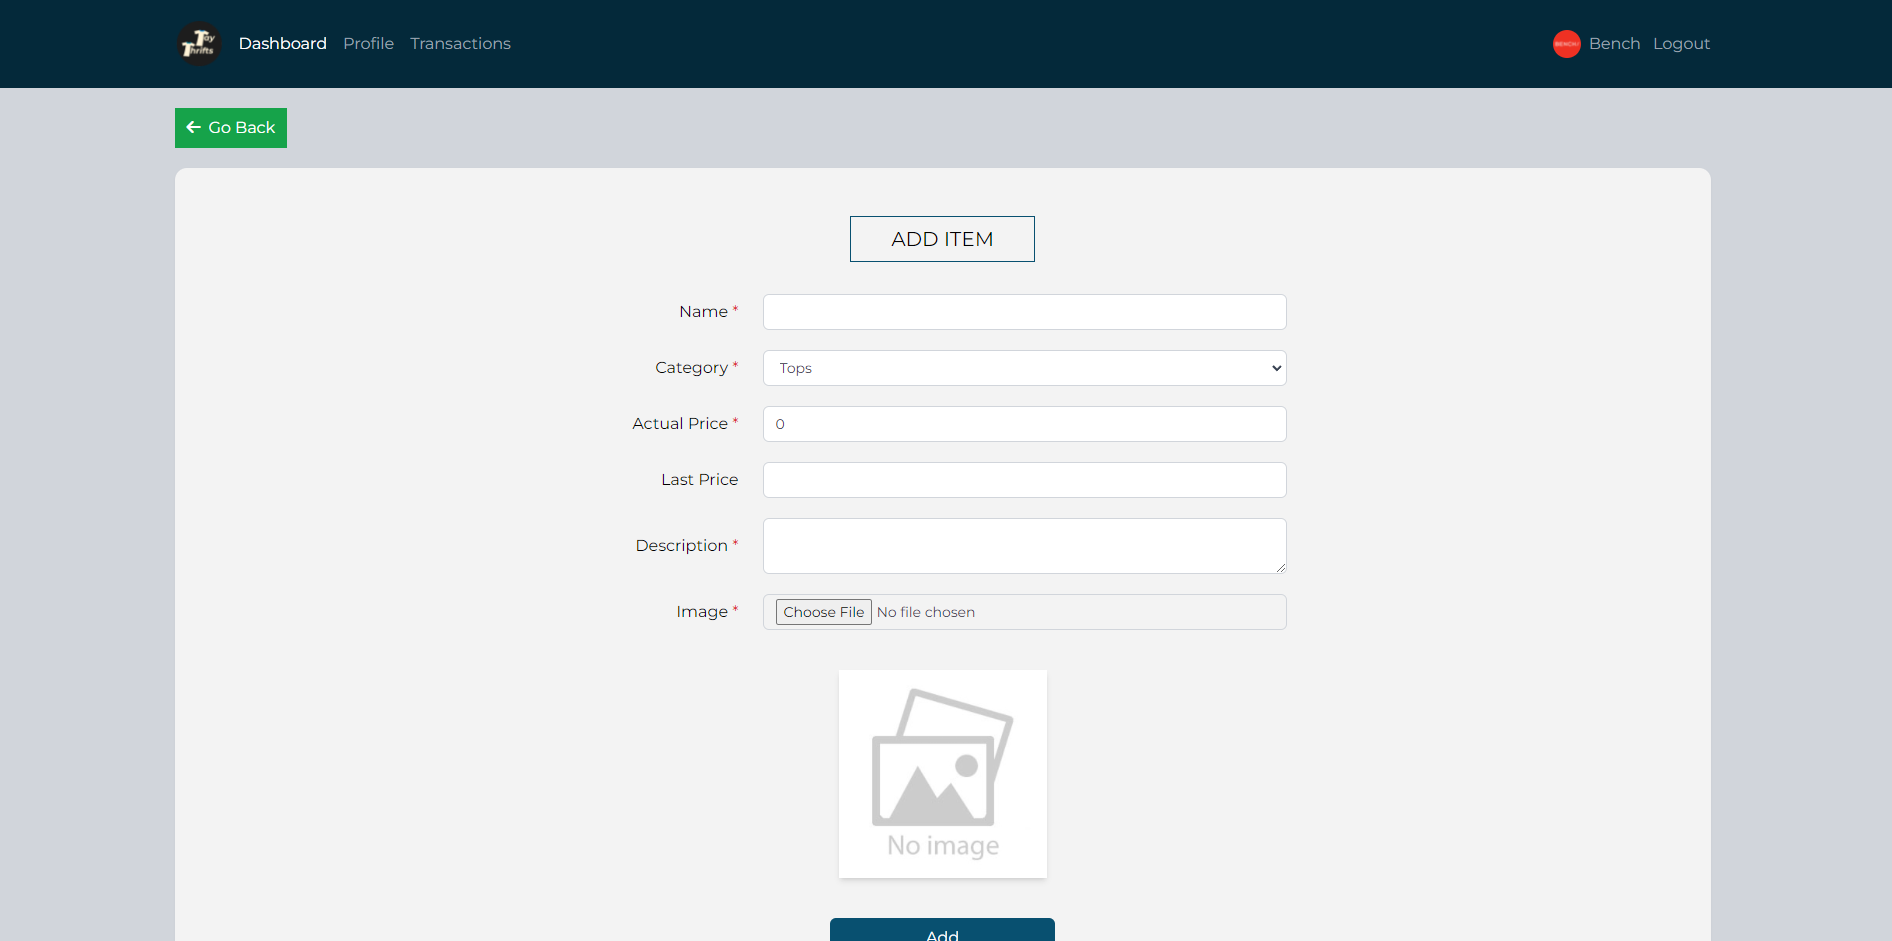 Tay
Thrifts
Dashboard Profile Transactions
BENCH/
Bench Logout
Go Back
ADD ITEM
Name *
Category * Tops
Actual Price * 0
Last Price
Description *
Image * Choose File No file chosen
No image
Add